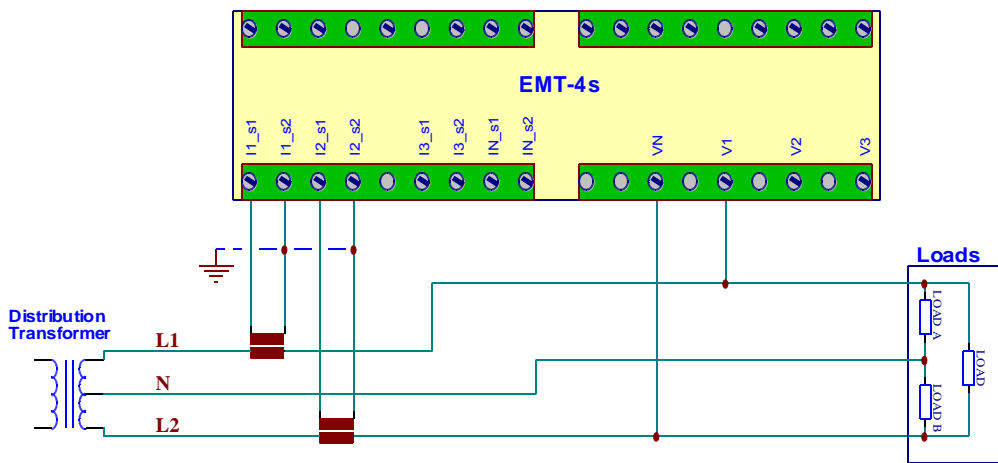 EMT-4s
I1_s1
I1_s2
I2_s1
I2_s2
I3_s1
I3_s2
IN_s1
IN_s2
VN
V1
V2
V3
Loads
LOAD A
LOAD
LOAD B
Distribution
Transformer
L1
N
L2